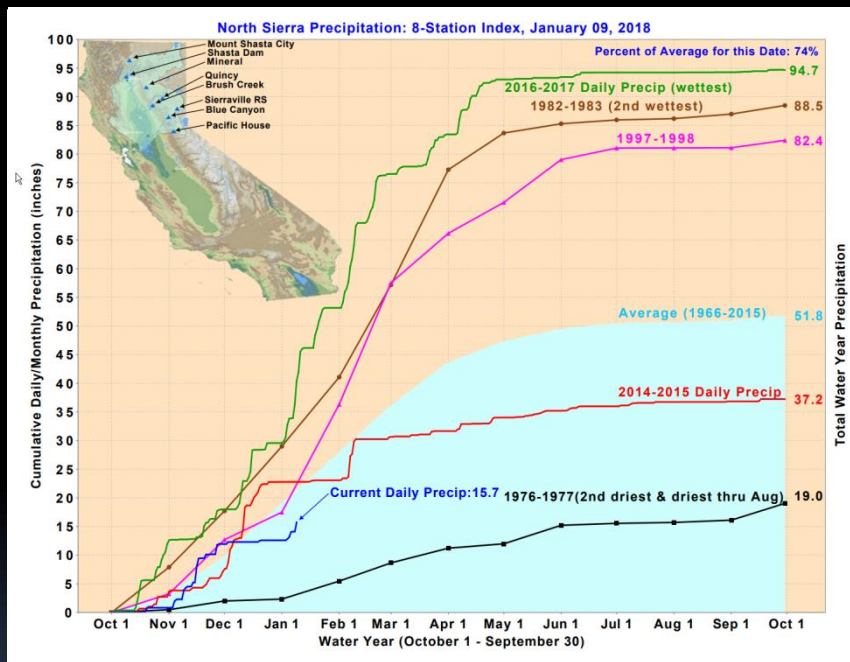 North Sierra Precipitation: 8-Station Index, January 09, 2018
Percent of Average for this Date: 74%
Mount Shasta City
Shasta Dam
Mineral
Quincy
Brush Creek
Sierraville RS
Blue Canyon
Pacific House
Cumulative Daily/Monthly Precipitation (inches)
100
95
90
85
80
75
70
65
60
55
50
45
40
35
30
25
20
15
10
5
0
2016-2017 Daily Precip (wettest)
94.7
1982-1983 (2nd wettest)
88.5
1997-1998
82.4
Average (1966-2015)
51.8
2014-2015 Daily Precip
37.2
Current Daily Precip:15.7
1976-1977(2nd driest & driest thru Aug)
19.0
Total Water Year Precipitation
Oct 1 Nov 1 Dec 1 Jan 1 Feb 1 Mar 1 Apr 1 May 1 Jun 1 Jul 1 Aug 1 Sep 1 Oct 1
Water Year (October 1 - September 30)